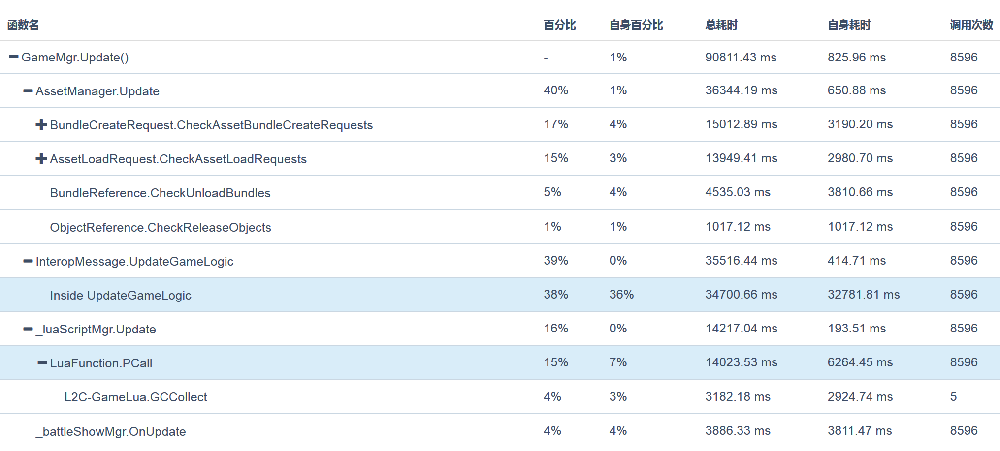 函数名 百分比 自身百分比 总耗时 自身耗时 调用次数
GameMgr.Update() - 1% 90811.43 ms 825.96 ms 8596
AssetManager.Update 40% 1% 36344.19 ms 650.88 ms 8596
BundleCreateRequest.CheckAssetBundleCreateRequests 17% 4% 15012.89 ms 3190.20 ms 8596
AssetLoadRequest.CheckAssetLoadRequests 15% 3% 13949.41 ms 2980.70 ms 8596
BundleReference.CheckUnloadBundles 5% 4% 4535.03 ms 3810.66 ms 8596
ObjectReference.CheckReleaseObjects 1% 1% 1017.12 ms 1017.12 ms 8596
InteropMessage.UpdateGameLogic 39% 0% 35516.44 ms 414.71 ms 8596
Inside UpdateGameLogic 38% 36% 34700.66 ms 32781.81 ms 8596
_luaScriptMgr.Update 16% 0% 14217.04 ms 193.51 ms 8596
LuaFunction.PCall 15% 7% 14023.53 ms 6264.45 ms 8596
L2C-GameLua.GCCollect 4% 3% 3182.18 ms 2924.74 ms 5
_battleShowMgr.OnUpdate 4% 4% 3886.33 ms 3811.47 ms 8596